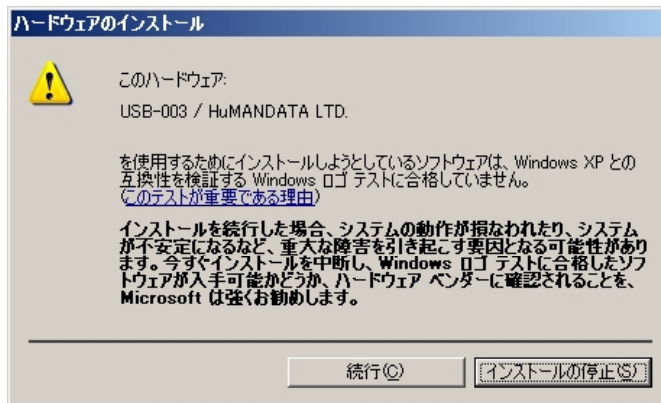 ハードウェアのインストール
このハードウェア:
USB-003 / HuMANDATA LTD.
を使用するためにインストールしようとしているソフトウェアは、Windows XP との
互換性を検証する Windows ロゴ テストに合格していません。
(このテストが重要である理由)
インストールを続行した場合、システムの動作が損なわれたり、システム
が不安定になるなど、重大な障害を引き起こす要因となる可能性があり
ます。今すぐインストールを中断し、Windows ロゴ テストに合格したソフ
トウェアが入手可能かどうか、ハードウェア ベンダーに確認されることを、
Microsoft は強くお勧めします。
続行(C) インストールの停止(S)